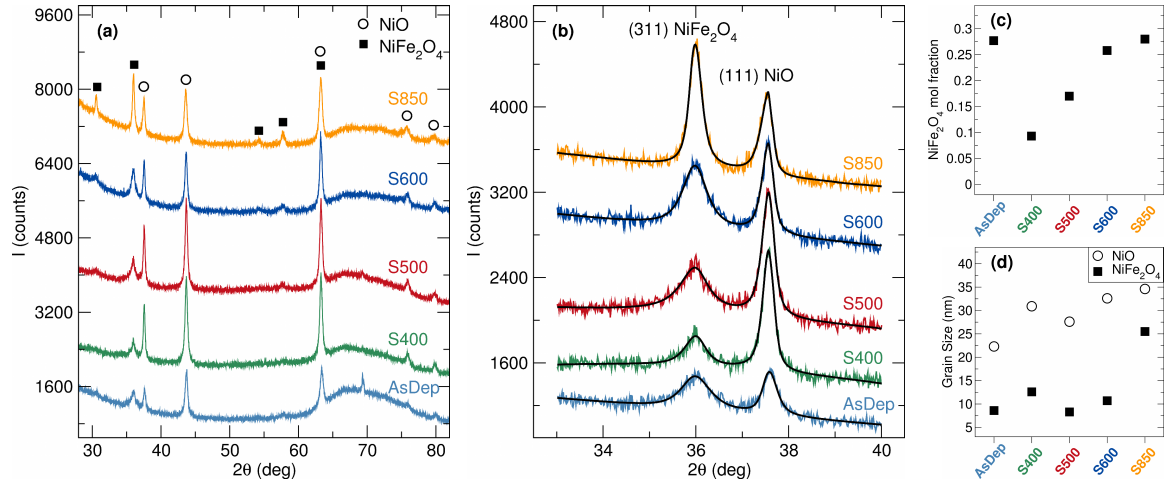 (a)
NiO
NiFe₂O₄
9600
8000
6400
4800
3200
1600
I (counts)
S850
S600
S500
S400
AsDep
30
40
50
60
70
80
2θ (deg)
(b)
(311) NiFe₂O₄
(111) NiO
4800
4000
3200
2400
1600
I (counts)
S850
S600
S500
S400
AsDep
34
36
38
40
2θ (deg)
(c)
0.3
0.25
0.2
0.15
0.1
0.05
0
NiFe₂O₄ mol fraction
AsDep
S400
S500
S600
S850
(d)
NiO
NiFe₂O₄
45
40
35
30
25
20
15
10
5
Grain Size (nm)
AsDep
S400
S500
S600
S850